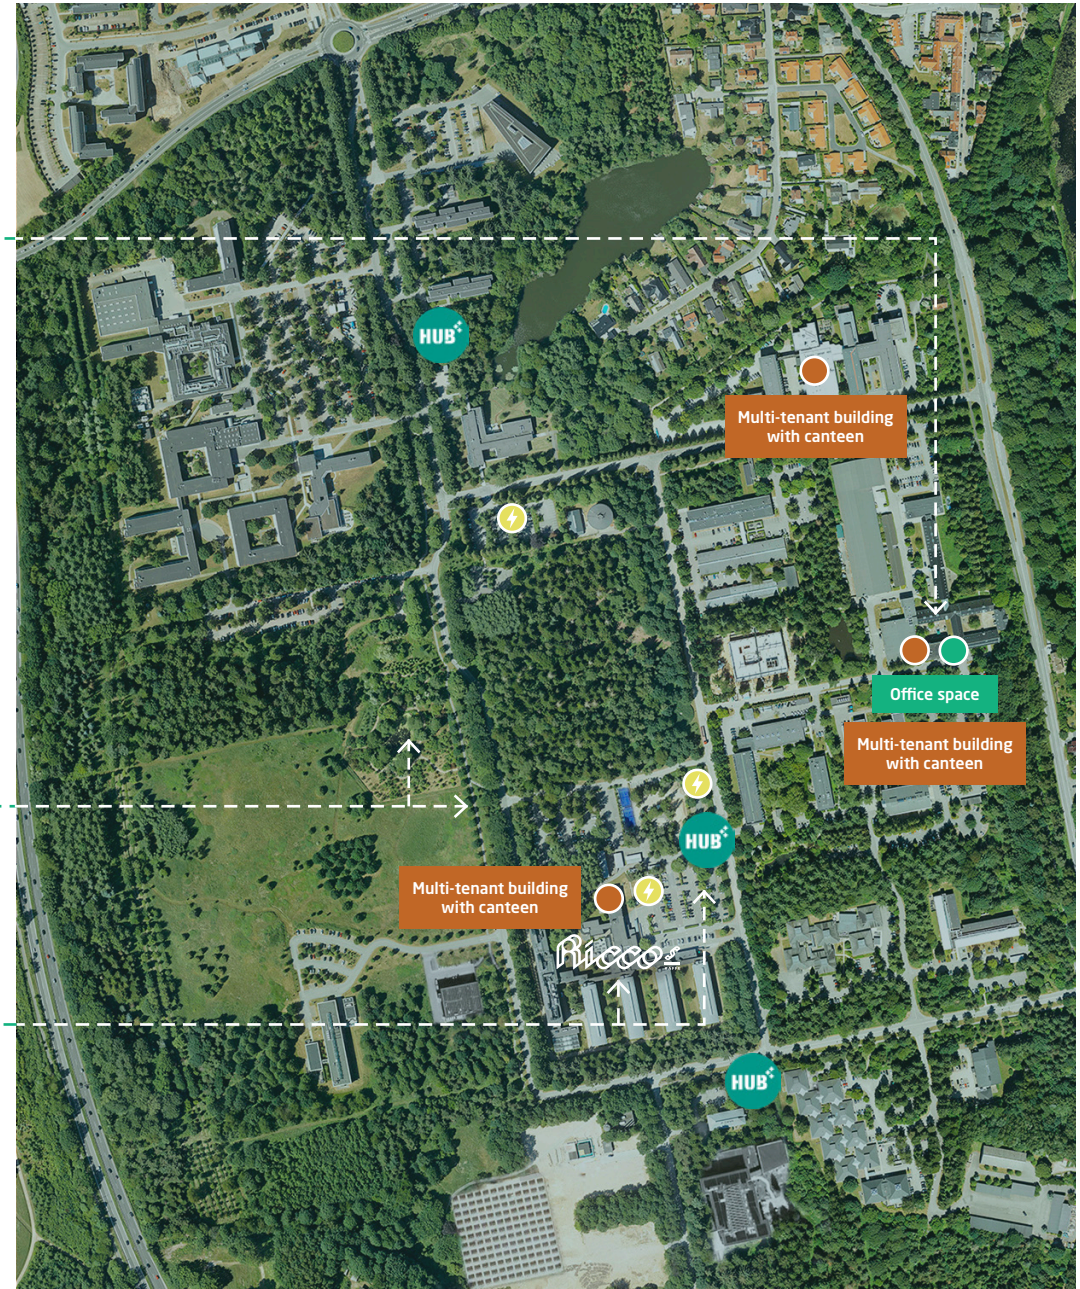 HUB
Multi-tenant building
with canteen
Office space
Multi-tenant building
with canteen
HUB
Multi-tenant building
with canteen
Ricco's
HUB